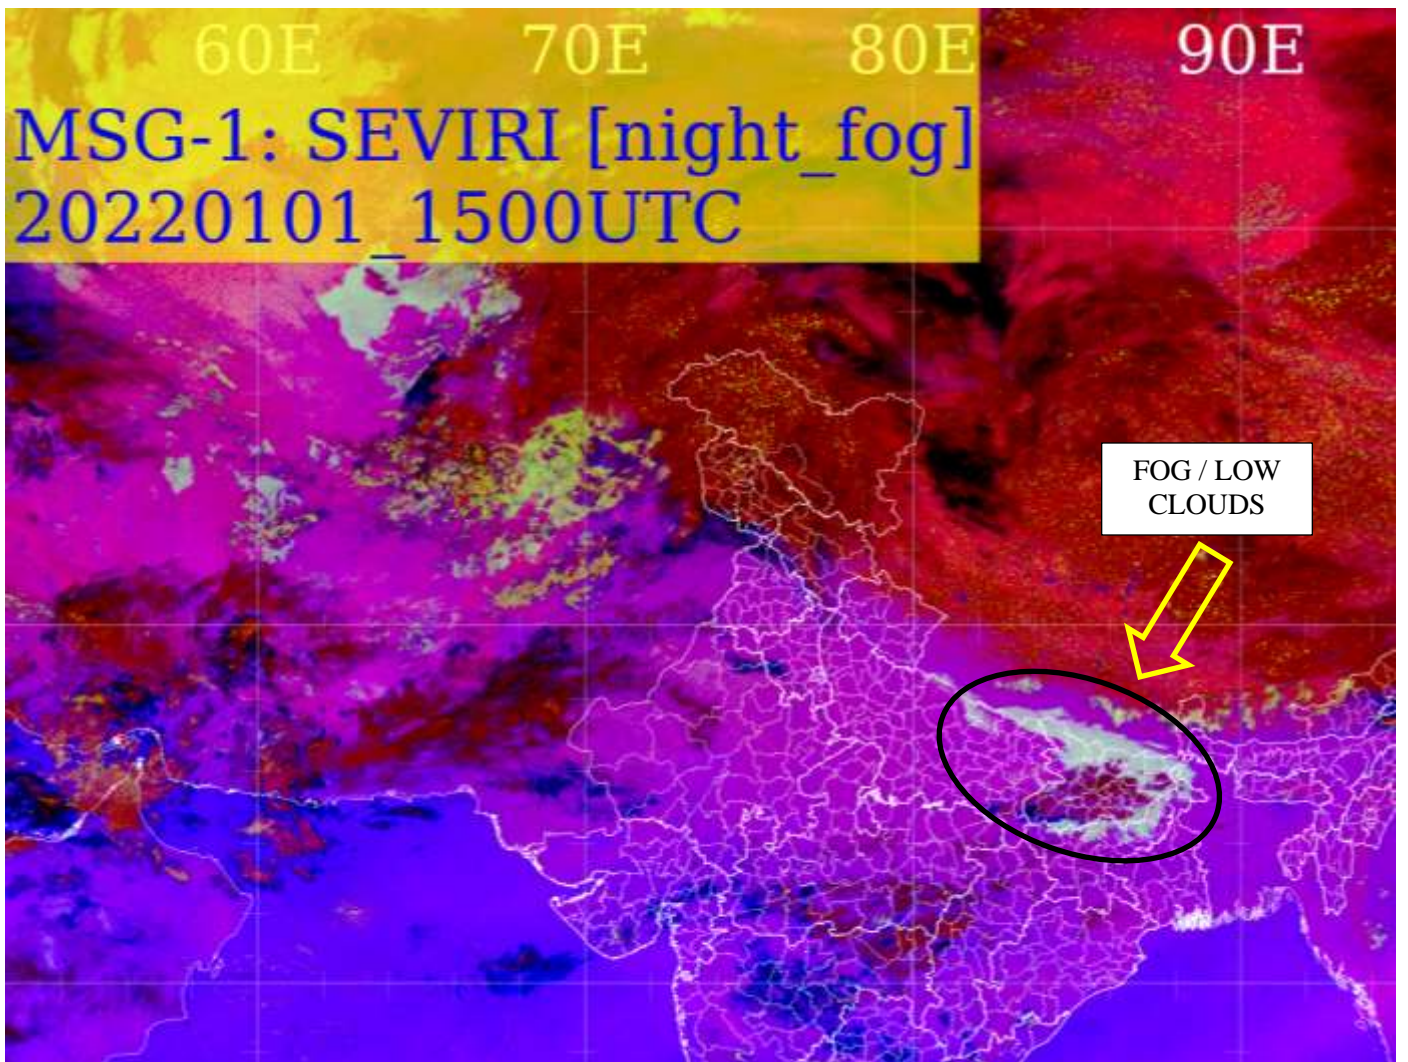 60E 70E 80E 90E
MSG-1: SEVIRI [night_fog]
20220101_1500UTC
FOG / LOW
CLOUDS